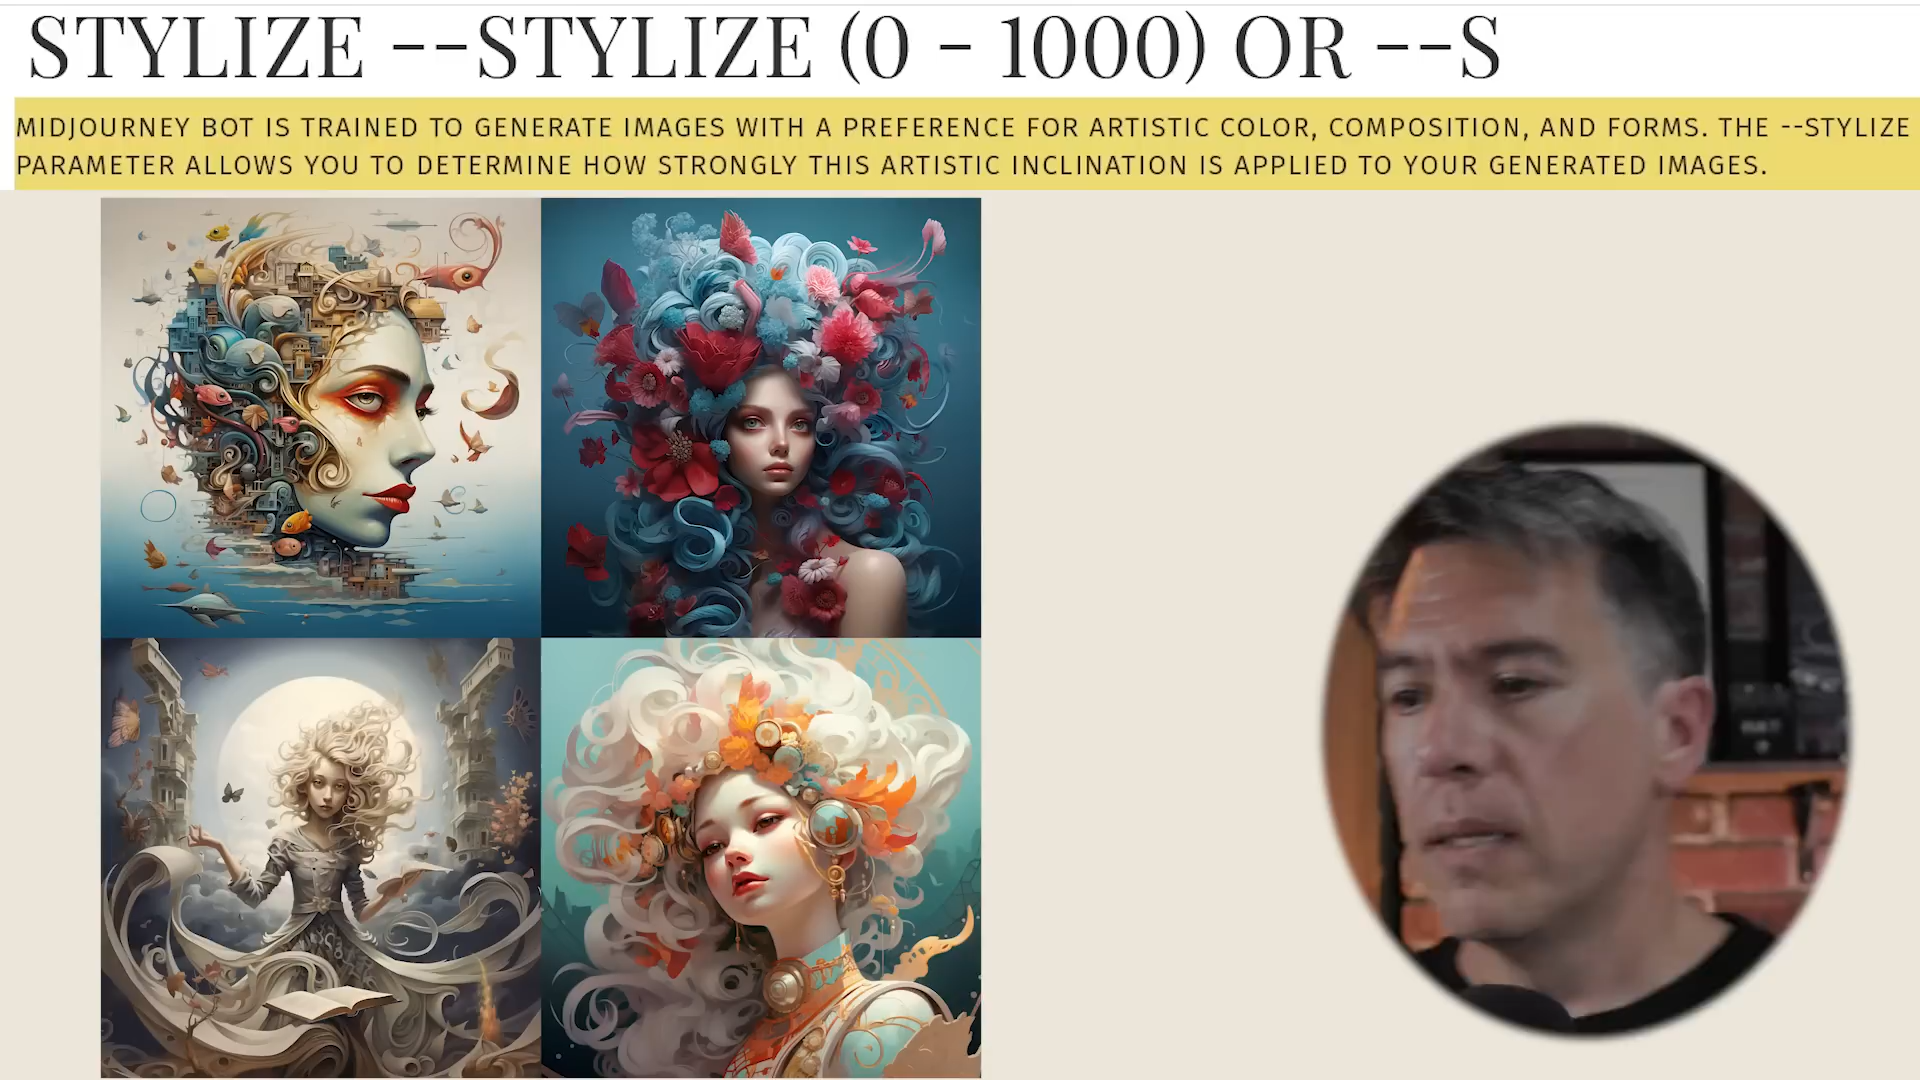 STYLIZE --STYLIZE (0 - 1000) OR --S
MIDJOURNEY BOT IS TRAINED TO GENERATE IMAGES WITH A PREFERENCE FOR ARTISTIC COLOR, COMPOSITION, AND FORMS. THE --STYLIZE
PARAMETER ALLOWS YOU TO DETERMINE HOW STRONGLY THIS ARTISTIC INCLINATION IS APPLIED TO YOUR GENERATED IMAGES.